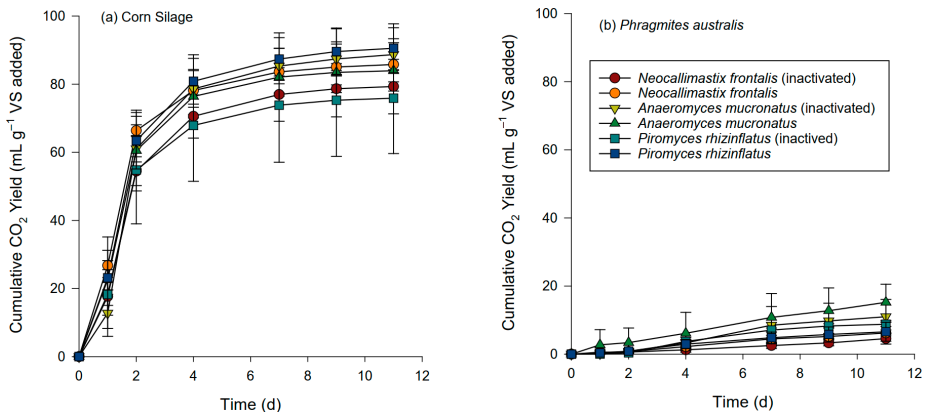 (a) Corn Silage
Cumulative CO2 Yield (mL g−1 VS added)
100
80
60
40
20
0
0 2 4 6 8 10 12
Time (d)
(b) Phragmites australis
Cumulative CO2 Yield (mL g−1 VS added)
100
80
60
40
20
0
Neocallimastix frontalis (inactivated)
Neocallimastix frontalis
Anaeromyces mucronatus (inactivated)
Anaeromyces mucronatus
Piromyces rhizinflatus (inactived)
Piromyces rhizinflatus
0 2 4 6 8 10 12
Time (d)